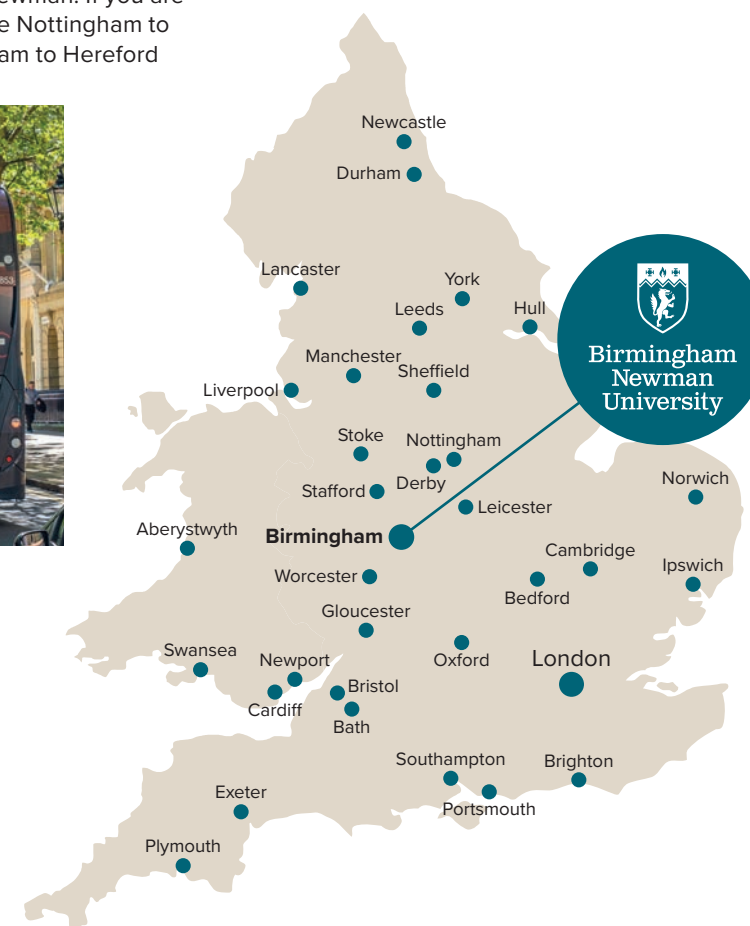 If you are
Nottingham to
to Hereford
Newcastle
Durham
Lancaster
York
Leeds
Hull
Manchester
Sheffield
Liverpool
Birmingham
Newman
University
Stoke
Nottingham
Derby
Stafford
Leicester
Norwich
Birmingham
Aberystwyth
Cambridge
Ipswich
Worcester
Bedford
Gloucester
Oxford
London
Swansea
Newport
Cardiff
Bristol
Bath
Southampton
Brighton
Portsmouth
Exeter
Plymouth